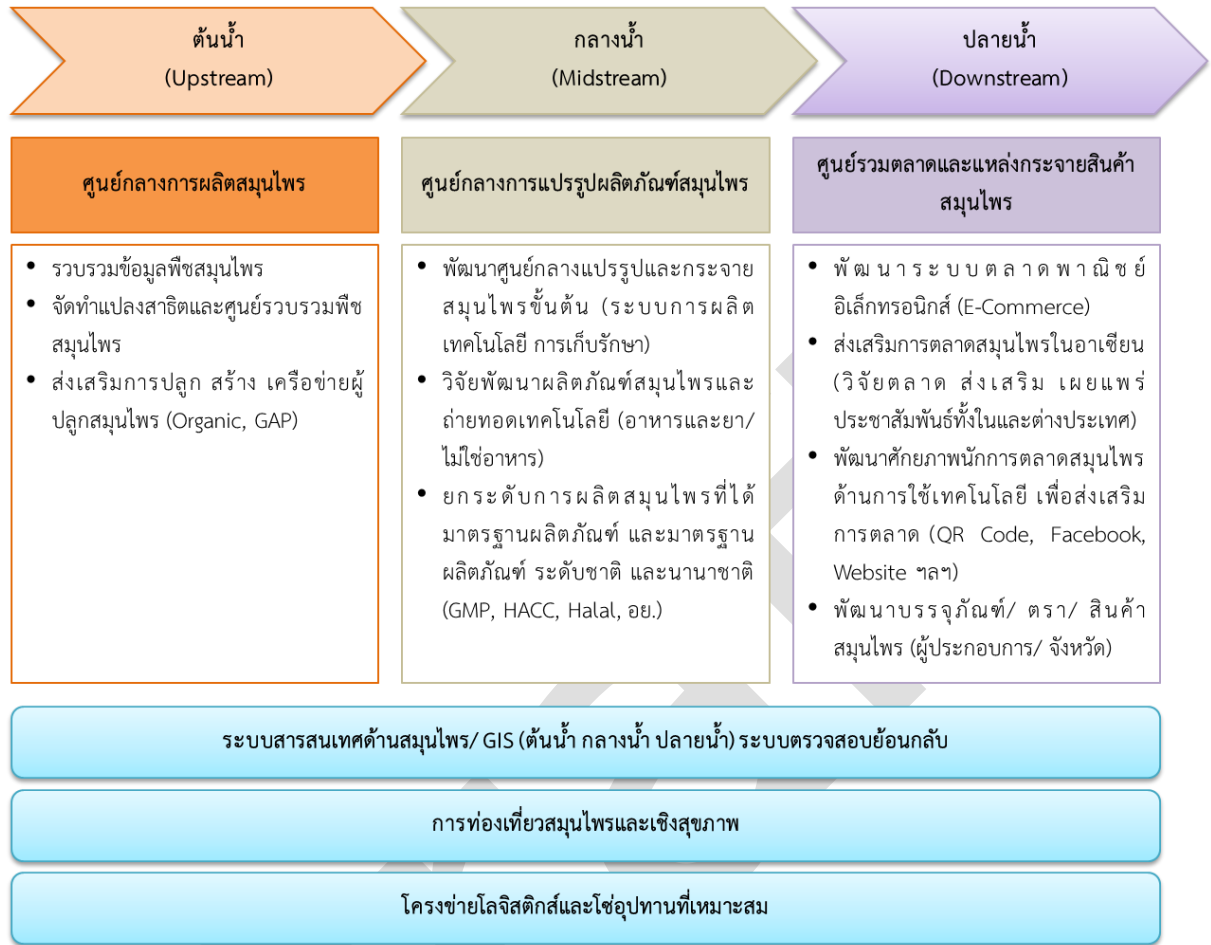 ต้นน้ำ
(Upstream)
กลางน้ำ
(Midstream)
ปลายน้ำ
(Downstream)
ศูนย์กลางการผลิตสมุนไพร
ศูนย์กลางการแปรรูปผลิตภัณฑ์สมุนไพร
ศูนย์รวมตลาดและแหล่งกระจายสินค้า
สมุนไพร
• รวบรวมข้อมูลพืชสมุนไพร
• จัดทำแปลงสาธิตและศูนย์รวบรวมพืช
สมุนไพร
• ส่งเสริมการปลูก สร้าง เครือข่ายผู้
ปลูกสมุนไพร (Organic, GAP)
• พัฒนาศูนย์กลางแปรรูปและกระจาย
สมุนไพรขั้นต้น (ระบบการผลิต
เทคโนโลยี การเก็บรักษา)
• วิจัยพัฒนาผลิตภัณฑ์สมุนไพรและ
ถ่ายทอดเทคโนโลยี (อาหารและยา/
ไม่ใช่อาหาร)
• ยกระดับการผลิตสมุนไพรที่ได้
มาตรฐานผลิตภัณฑ์ และมาตรฐาน
ผลิตภัณฑ์ ระดับชาติ และนานาชาติ
(GMP, HACC, Halal, อย.)
• พัฒนาระบบตลาดพาณิชย์
อิเล็กทรอนิกส์ (E-Commerce)
• ส่งเสริมการตลาดสมุนไพรในอาเซียน
(วิจัยตลาด ส่งเสริม เผยแพร่
ประชาสัมพันธ์ทั้งในและต่างประเทศ)
• พัฒนาศักยภาพนักการตลาดสมุนไพร
ด้านการใช้เทคโนโลยี เพื่อส่งเสริม
การตลาด (QR Code, Facebook,
Website ฯลฯ)
• พัฒนาบรรจุภัณฑ์/ ตรา/ สินค้า
สมุนไพร (ผู้ประกอบการ/ จังหวัด)
ระบบสารสนเทศด้านสมุนไพร/ GIS (ต้นน้ำ กลางน้ำ ปลายน้ำ) ระบบตรวจสอบย้อนกลับ
การท่องเที่ยวสมุนไพรและเชิงสุขภาพ
โครงข่ายโลจิสติกส์และโซ่อุปทานที่เหมาะสม